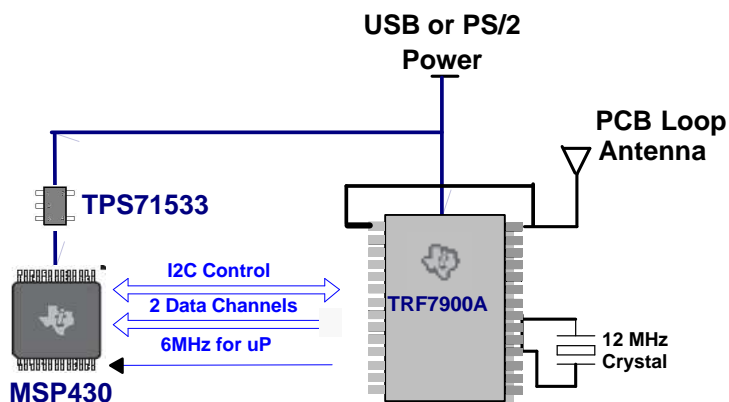 USB or PS/2
Power
PCB Loop
Antenna
TPS71533
I2C Control
2 Data Channels
TRF7900A
6MHz for uP
12 MHz
Crystal
MSP430